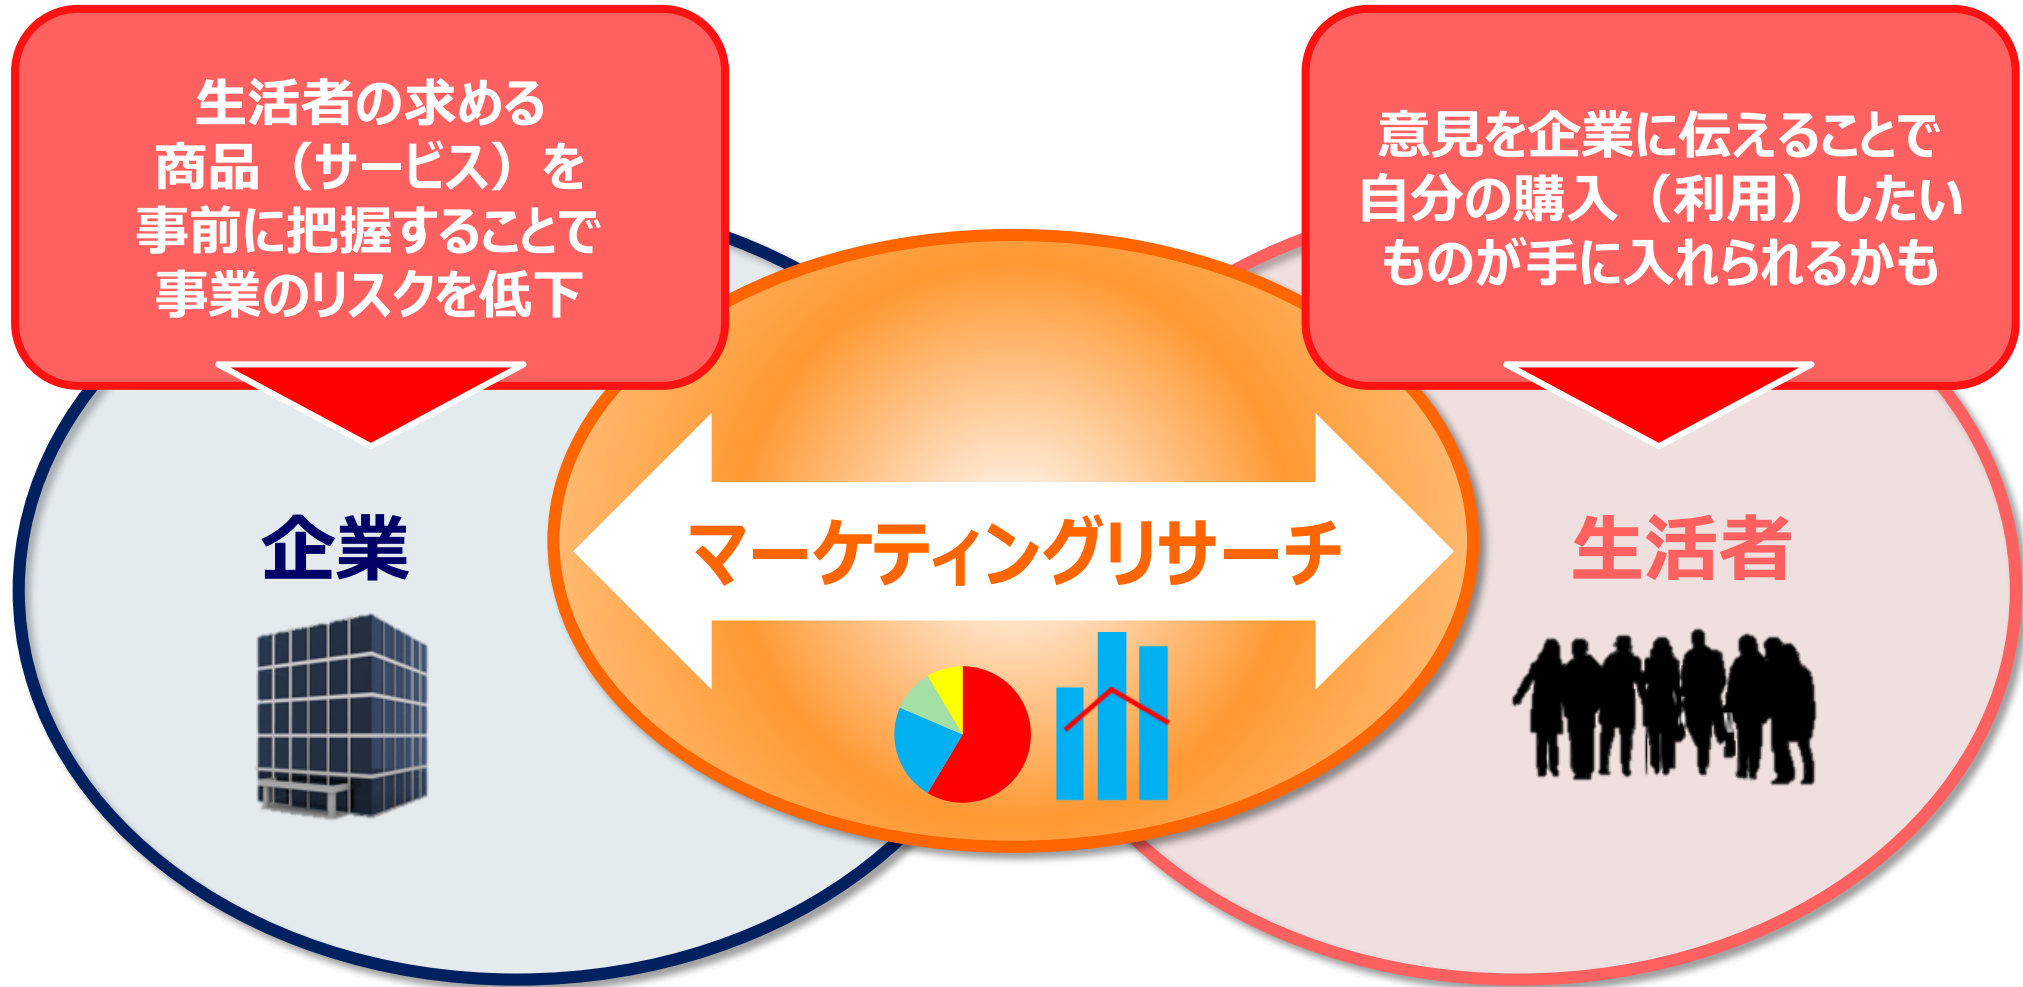 生活者の求める
商品（サービス）を
事前に把握することで
事業のリスクを低下
意見を企業に伝えることで
自分の購入（利用）したい
ものが手に入れられるかも
企業
マーケティングリサーチ
生活者